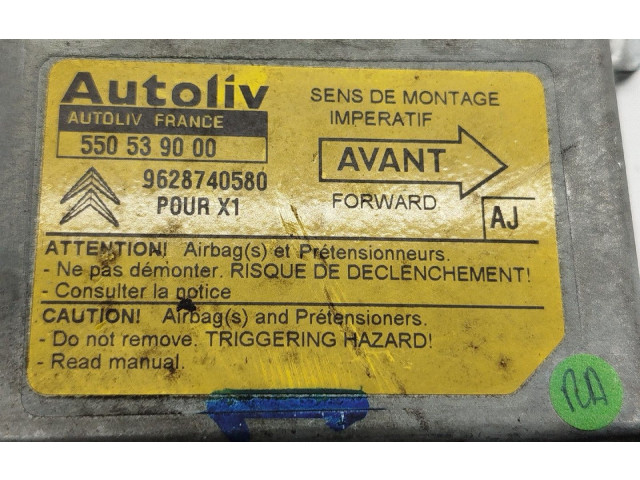 Autoliv
AUTOLIV FRANCE
550 53 90 00
9628740580
POUR X1
SENS DE MONTAGE
IMPERATIF
AVANT
FORWARD
AJ
ATTENTION! Airbag(s) et Prétensionneurs.
- Ne pas démonter. RISQUE DE DECLENCHEMENT!
- Consulter la notice
CAUTION! Airbag(s) and Prétensioners.
- Do not remove. TRIGGERING HAZARD!
- Read manual.